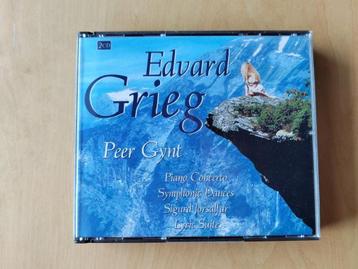 2CD
Edvard
Grieg
Peer Gynt
Piano Concerto
Symphonic Dances
Sigurd Jorsalfar
Lyric Suite